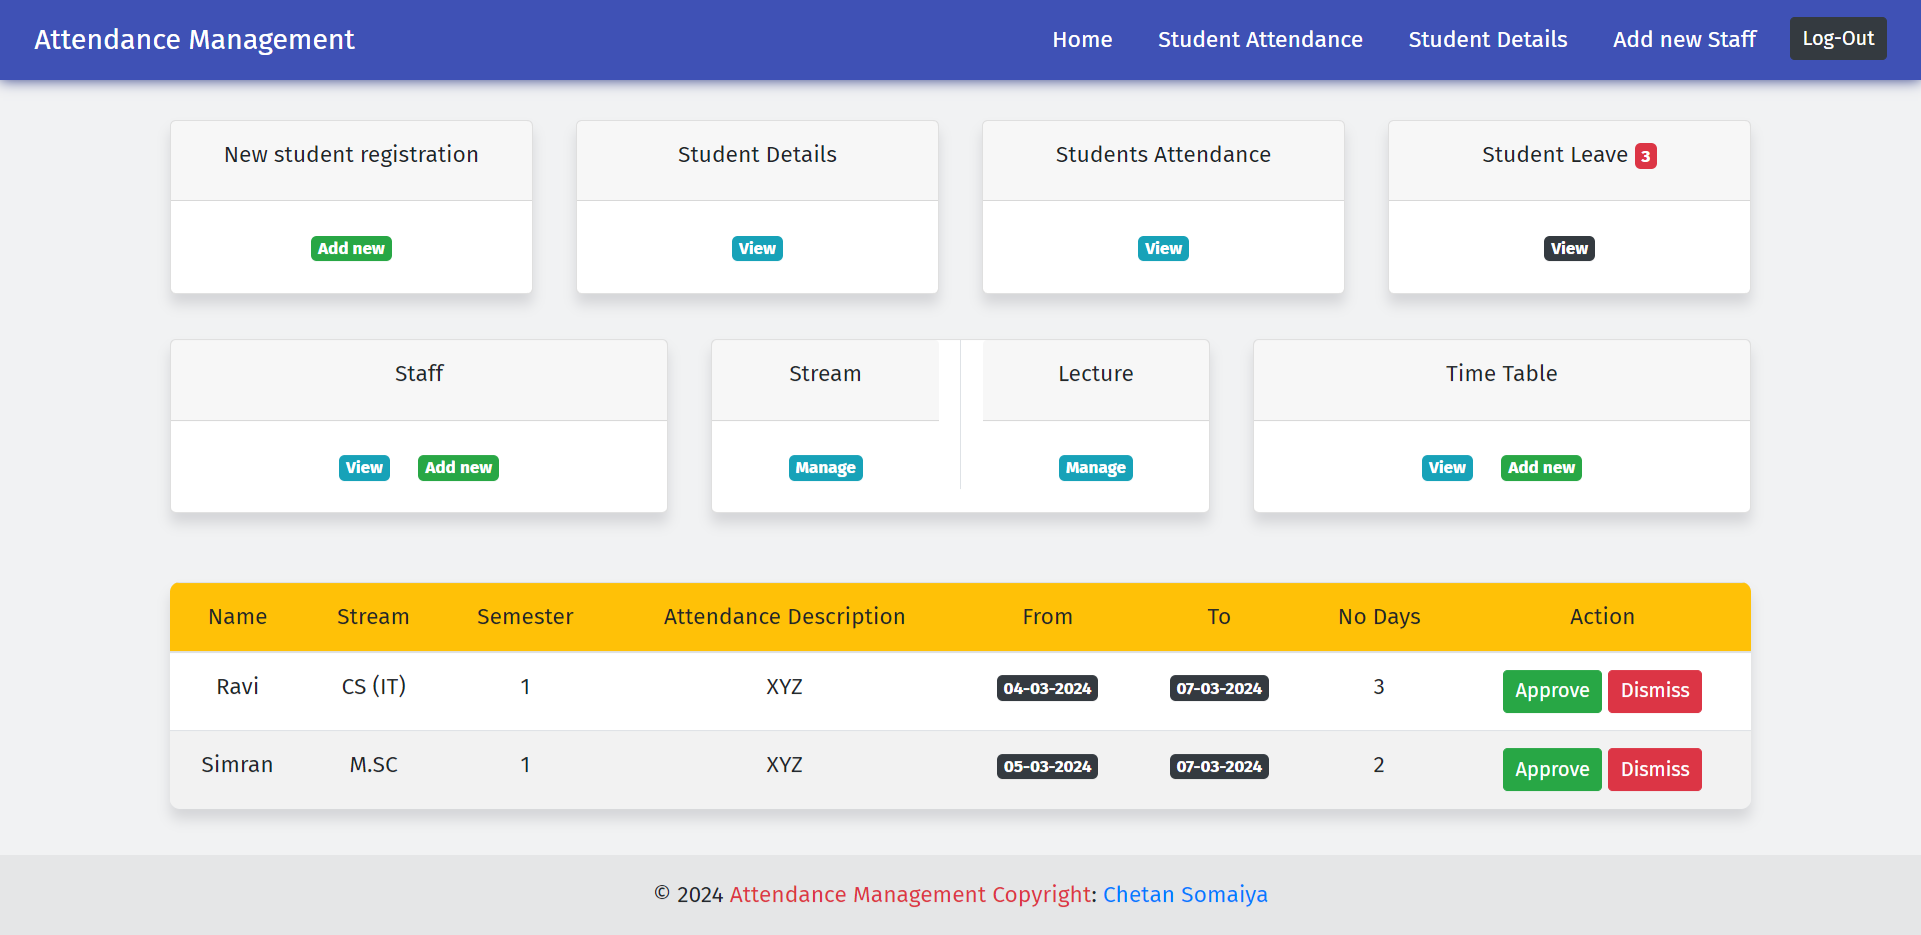 Attendance Management Home Student Attendance Student Details Add new Staff Log-Out
New student registration Student Details Students Attendance Student Leave 3
Add new View View View
Staff Stream Lecture Time Table
View Add new Manage Manage View Add new
Name Stream Semester Attendance Description From To No Days Action
Ravi CS (IT) 1 XYZ 04-03-2024 07-03-2024 3 Approve Dismiss
Simran M.SC 1 XYZ 05-03-2024 07-03-2024 2 Approve Dismiss
© 2024 Attendance Management Copyright: Chetan Somaiya